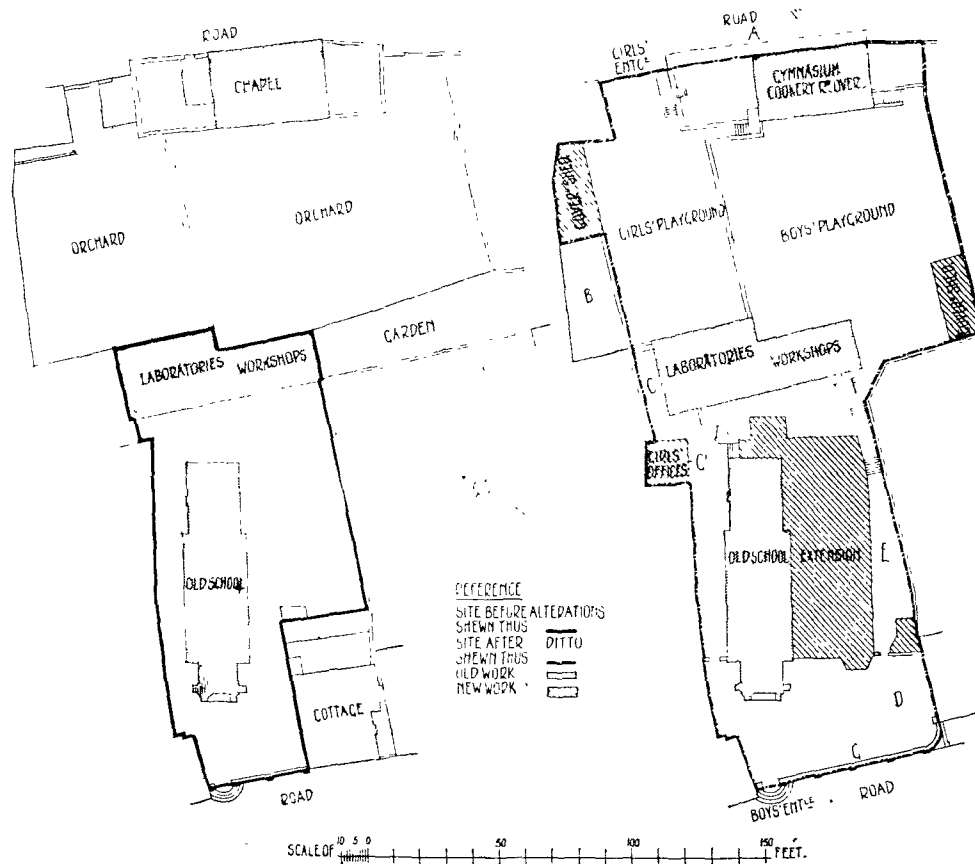 ROAD
CHAPEL
ORCHARD
ORCHARD
GARDEN
LABORATORIES WORKSHOPS
OLD SCHOOL
COTTAGE
ROAD
ROAD
A
GIRLS'
ENTCE
GYMNASIUM
COOKERY RM OVER
COVERD SHED
GIRLS' PLAYGROUND
BOYS' PLAYGROUND
B
LABORATORIES WORKSHOPS
C
F
GIRLS'
OFFICES
C'
OLD SCHOOL
EXTENSION
E
D
G
BOYS' ENTCE
ROAD
REFERENCE
SITE BEFORE ALTERATIONS
SHEWN THUS
SITE AFTER DITTO
SHEWN THUS
OLD WORK
NEW WORK
SCALE OF 10 5 0 50 100 150 FEET.